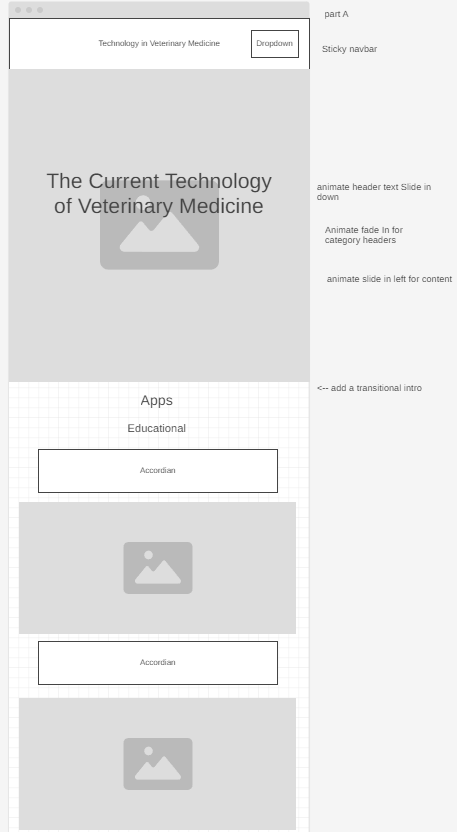 part A
Technology in Veterinary Medicine
Dropdown
Sticky navbar
The Current Technology
of Veterinary Medicine
animate header text Slide in
down
Animate fade In for
category headers
animate slide in left for content
<-- add a transitional intro
Apps
Educational
Accordian
Accordian